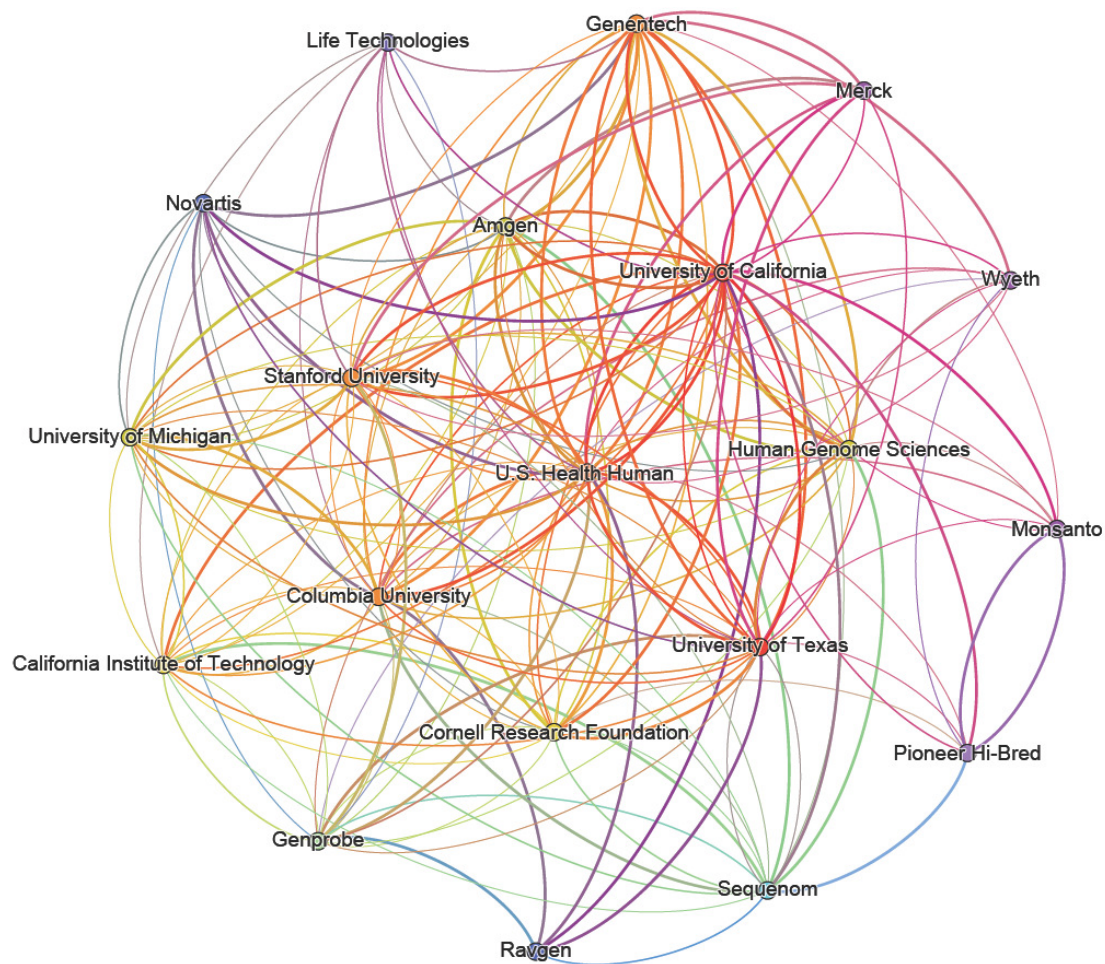 Genentech
Life Technologies
Merck
Novartis
Amgen
University of California
Wyeth
Stanford University
University of Michigan
Human Genome Sciences
U.S. Health Human
Monsanto
Columbia University
University of Texas
California Institute of Technology
Cornell Research Foundation
Pioneer Hi-Bred
Genprobe
Sequenom
Ravgen